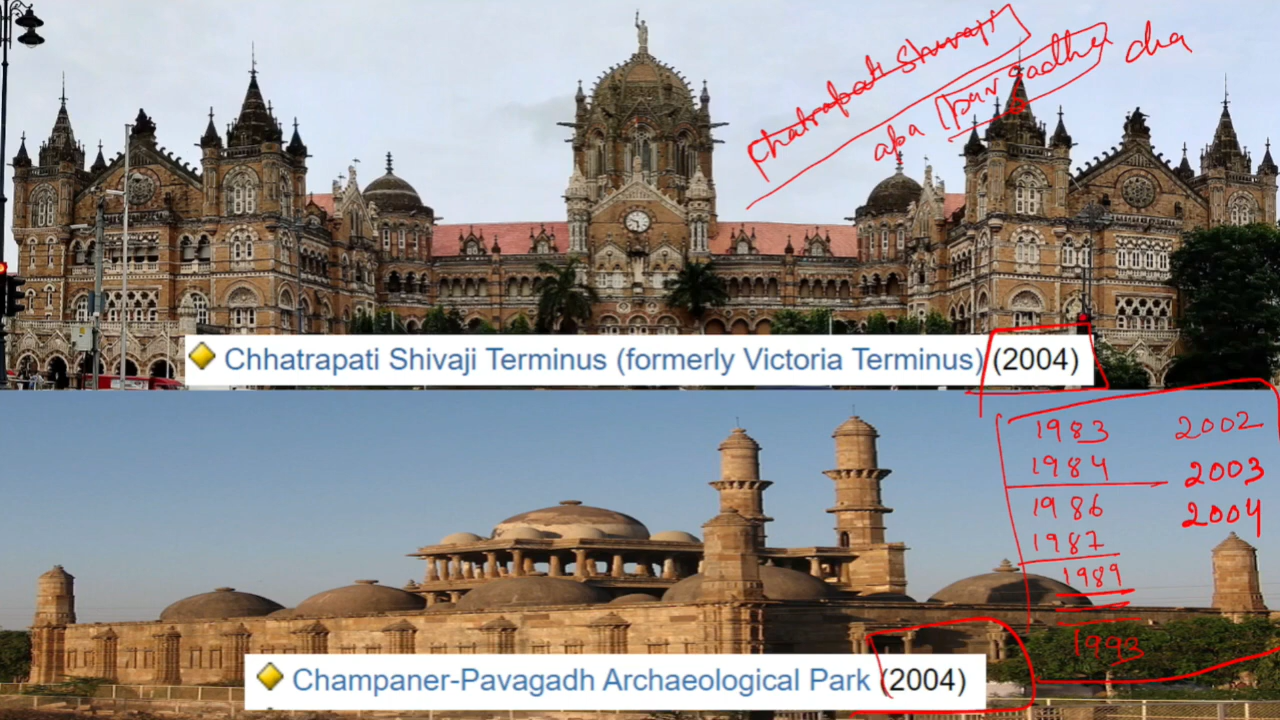 Chatrapati Shivaji
apa pavgadh cha
Chhatrapati Shivaji Terminus (formerly Victoria Terminus) (2004)
1983 2002
1984 2003
1986 2004
1987
1989
1993
Champaner-Pavagadh Archaeological Park (2004)